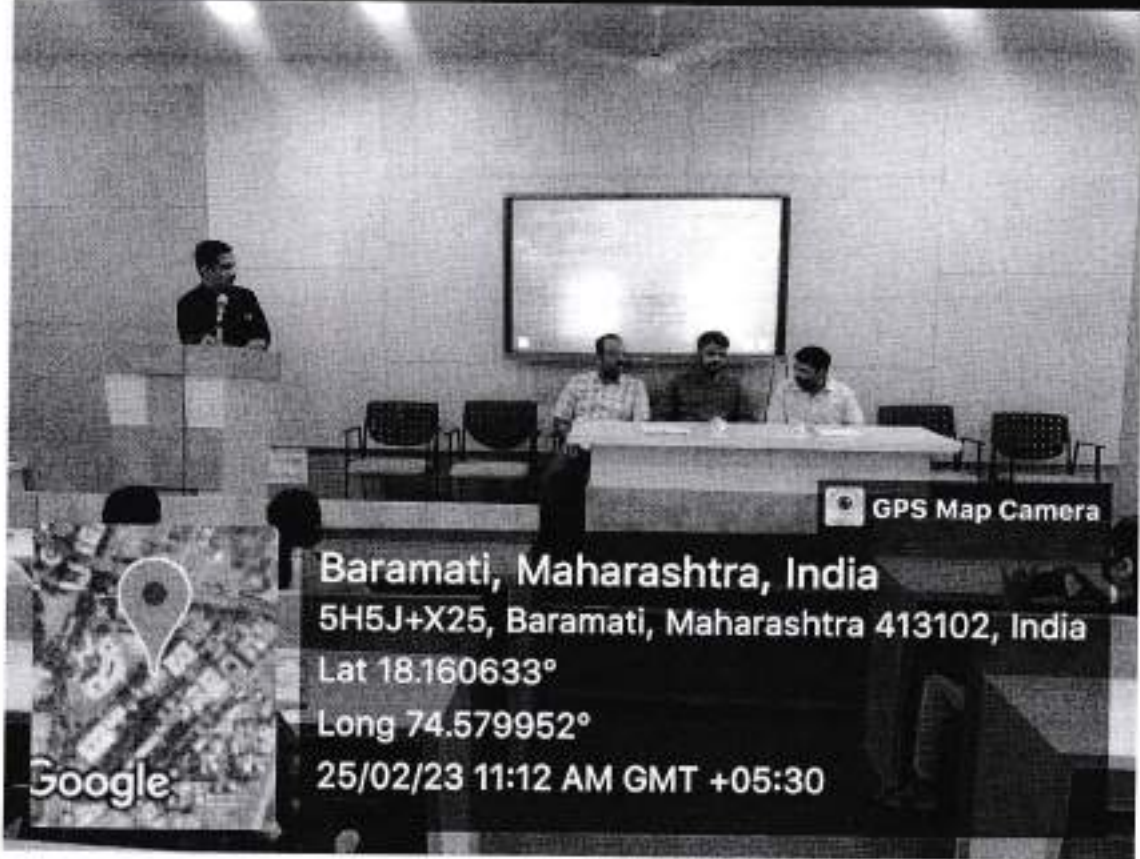 GPS Map Camera
Baramati, Maharashtra, India
5H5J+X25, Baramati, Maharashtra 413102, India
Lat 18.160633°
Long 74.579952°
25/02/23 11:12 AM GMT +05:30
Google